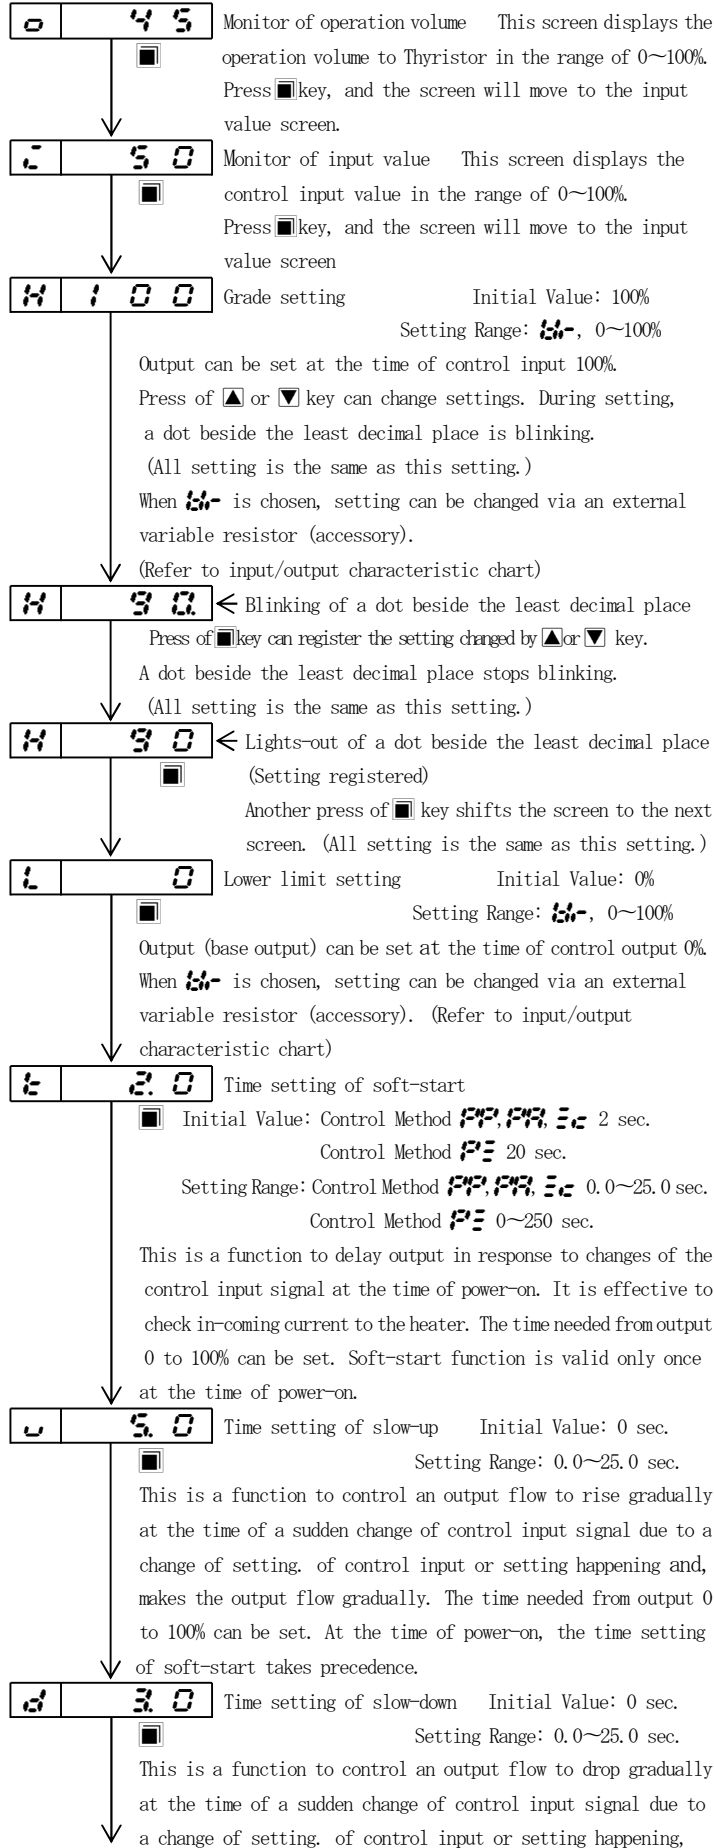 o 45 Monitor of operation volume This screen displays the
operation volume to Thyristor in the range of 0～100%.
Press key, and the screen will move to the input
value screen.
i 50 Monitor of input value This screen displays the
control input value in the range of 0～100%.
Press key, and the screen will move to the input
value screen
H 100 Grade setting Initial Value: 100%
Setting Range: , 0～100%
Output can be set at the time of control input 100%.
Press of ▲ or ▼ key can change settings. During setting,
a dot beside the least decimal place is blinking.
(All setting is the same as this setting.)
When is chosen, setting can be changed via an external
variable resistor (accessory).
(Refer to input/output characteristic chart)
H 90. ← Blinking of a dot beside the least decimal place
Press of key can register the setting changed by ▲ or ▼ key.
A dot beside the least decimal place stops blinking.
(All setting is the same as this setting.)
H 90 ← Lights-out of a dot beside the least decimal place
(Setting registered)
Another press of key shifts the screen to the next
screen. (All setting is the same as this setting.)
L 0 Lower limit setting Initial Value: 0%
Setting Range: , 0～100%
Output (base output) can be set at the time of control output 0%.
When is chosen, setting can be changed via an external
variable resistor (accessory). (Refer to input/output
characteristic chart)
t 2.0 Time setting of soft-start
Initial Value: Control Method PP, PA, 2 sec.
Control Method 20 sec.
Setting Range: Control Method PP, PA, 0.0～25.0 sec.
Control Method 0～250 sec.
This is a function to delay output in response to changes of the
control input signal at the time of power-on. It is effective to
check in-coming current to the heater. The time needed from output
0 to 100% can be set. Soft-start function is valid only once
at the time of power-on.
u 5.0 Time setting of slow-up Initial Value: 0 sec.
Setting Range: 0.0～25.0 sec.
This is a function to control an output flow to rise gradually
at the time of a sudden change of control input signal due to a
change of setting. of control input or setting happening and,
makes the output flow gradually. The time needed from output 0
to 100% can be set. At the time of power-on, the time setting
of soft-start takes precedence.
d 3.0 Time setting of slow-down Initial Value: 0 sec.
Setting Range: 0.0～25.0 sec.
This is a function to control an output flow to drop gradually
at the time of a sudden change of control input signal due to
a change of setting. of control input or setting happening,